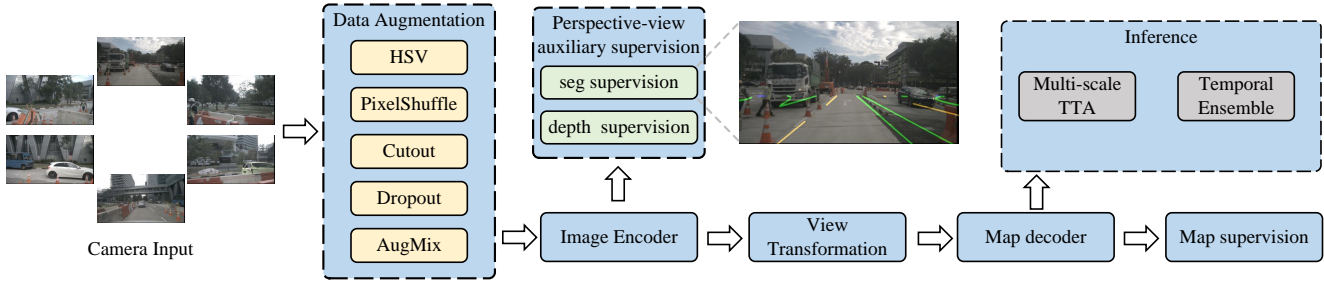 Camera Input
Data Augmentation
HSV
PixelShuffle
Cutout
Dropout
AugMix
Perspective-view
auxiliary supervision
seg supervision
depth supervision
Image Encoder
View
Transformation
Inference
Multi-scale
TTA
Temporal
Ensemble
Map decoder
Map supervision